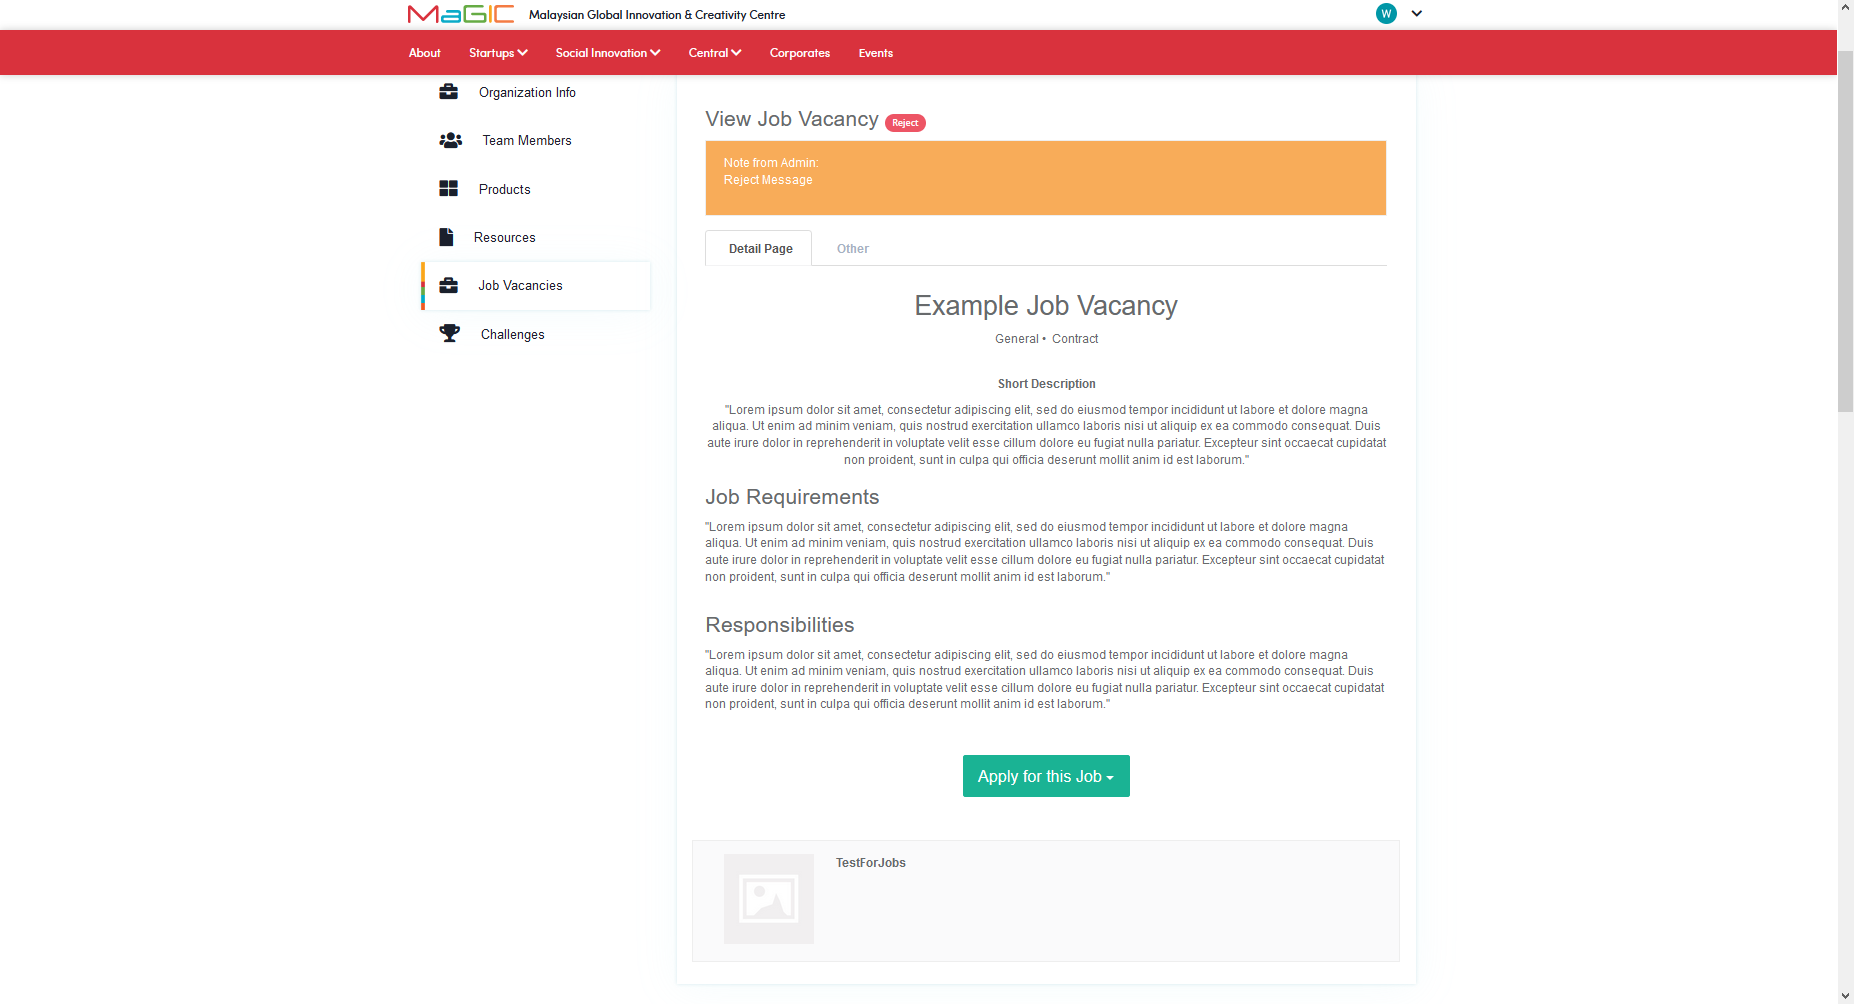 MaGIC Malaysian Global Innovation & Creativity Centre W
About Startups Social Innovation Central Corporates Events
Organization Info
Team Members
Products
Resources
Job Vacancies
Challenges
View Job Vacancy Reject
Note from Admin:
Reject Message
Detail Page Other
Example Job Vacancy
General • Contract
Short Description
"Lorem ipsum dolor sit amet, consectetur adipiscing elit, sed do eiusmod tempor incididunt ut labore et dolore magna
aliqua. Ut enim ad minim veniam, quis nostrud exercitation ullamco laboris nisi ut aliquip ex ea commodo consequat. Duis
aute irure dolor in reprehenderit in voluptate velit esse cillum dolore eu fugiat nulla pariatur. Excepteur sint occaecat cupidatat
non proident, sunt in culpa qui officia deserunt mollit anim id est laborum."
Job Requirements
"Lorem ipsum dolor sit amet, consectetur adipiscing elit, sed do eiusmod tempor incididunt ut labore et dolore magna
aliqua. Ut enim ad minim veniam, quis nostrud exercitation ullamco laboris nisi ut aliquip ex ea commodo consequat. Duis
aute irure dolor in reprehenderit in voluptate velit esse cillum dolore eu fugiat nulla pariatur. Excepteur sint occaecat cupidatat
non proident, sunt in culpa qui officia deserunt mollit anim id est laborum."
Responsibilities
"Lorem ipsum dolor sit amet, consectetur adipiscing elit, sed do eiusmod tempor incididunt ut labore et dolore magna
aliqua. Ut enim ad minim veniam, quis nostrud exercitation ullamco laboris nisi ut aliquip ex ea commodo consequat. Duis
aute irure dolor in reprehenderit in voluptate velit esse cillum dolore eu fugiat nulla pariatur. Excepteur sint occaecat cupidatat
non proident, sunt in culpa qui officia deserunt mollit anim id est laborum."
Apply for this Job
TestForJobs